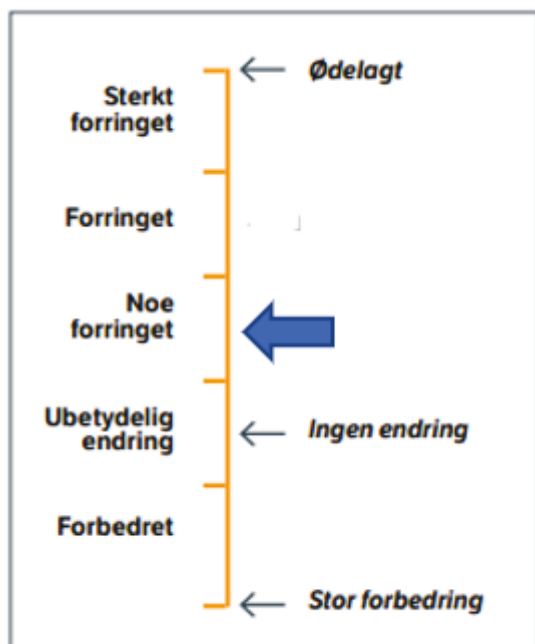 Ødelagt
Sterkt
forringet
Forringet
Noe
forringet
Ubetydelig
endring
Ingen endring
Forbedret
Stor forbedring